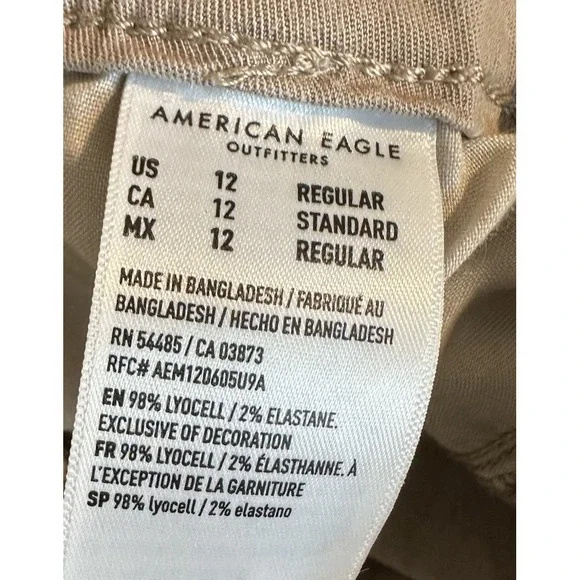 AMERICAN EAGLE
OUTFITTERS
US 12 REGULAR
CA 12 STANDARD
MX 12 REGULAR
MADE IN BANGLADESH / FABRIQUÉ AU
BANGLADESH / HECHO EN BANGLADESH
RN 54485 / CA 03873
RFC# AEM120605U9A
EN 98% LYOCELL / 2% ELASTANE.
EXCLUSIVE OF DECORATION
FR 98% LYOCELL / 2% ÉLASTHANNE. À
L'EXCEPTION DE LA GARNITURE
SP 98% lyocell / 2% elastano